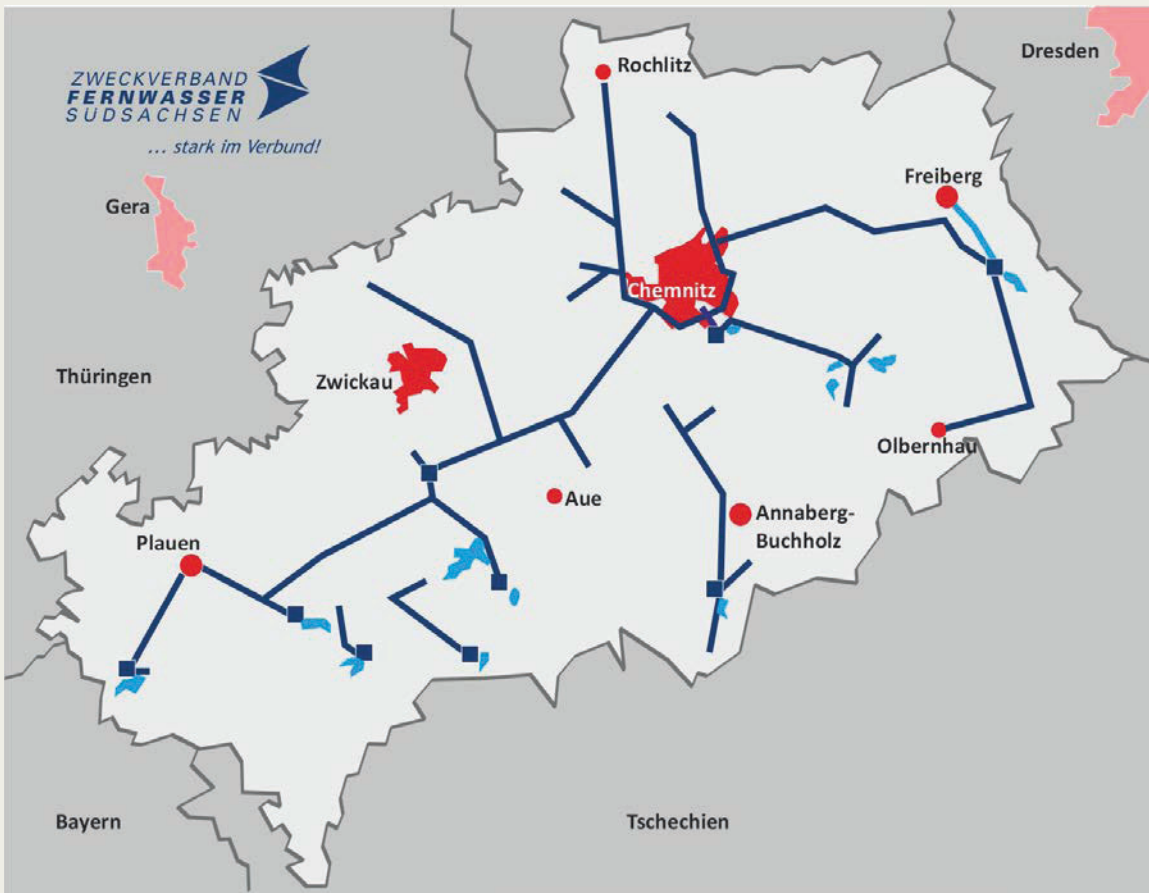 ZWECKVERBAND
FERNWASSER
SÜDSACHSEN
... stark im Verbund!
Rochlitz
Dresden
Freiberg
Gera
Chemnitz
Thüringen
Zwickau
Olbernhau
Aue
Annaberg-
Buchholz
Plauen
Bayern
Tschechien